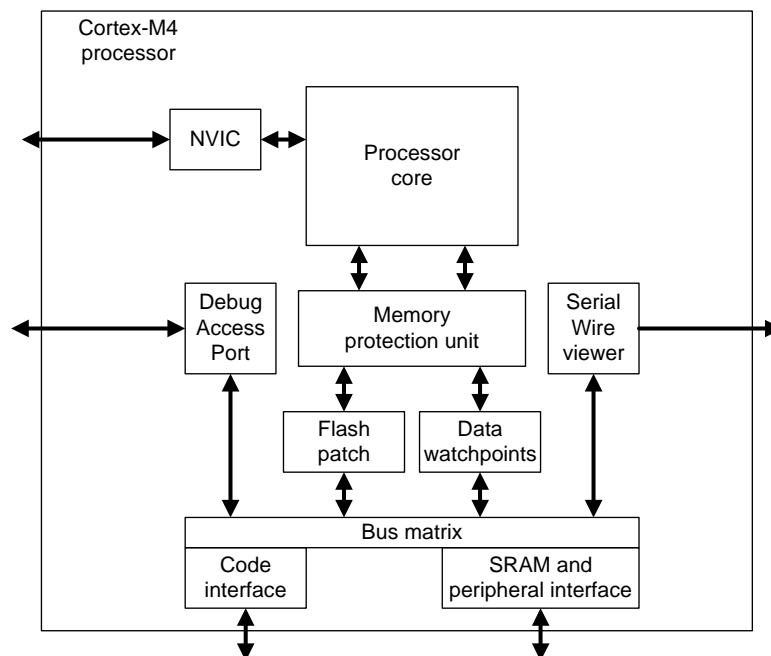 Cortex-M4
processor
NVIC
Processor
core
Debug
Access
Port
Memory
protection unit
Serial
Wire
viewer
Flash
patch
Data
watchpoints
Bus matrix
Code
interface
SRAM and
peripheral interface